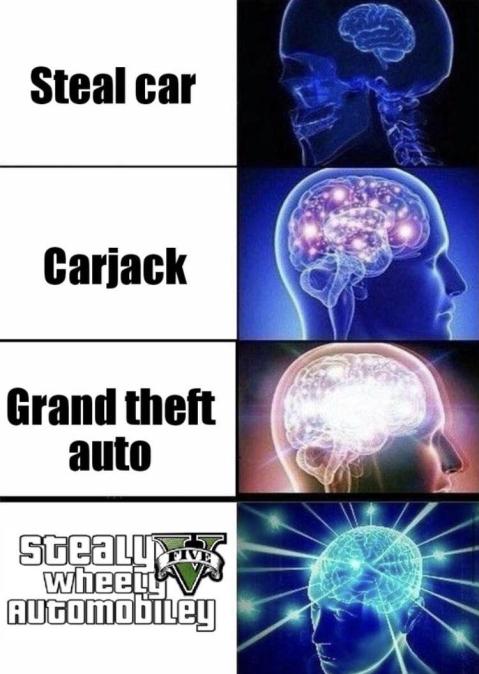 Steal car
Carjack
Grand theft
auto
Stealy
FIVE
Wheely
Automobiley